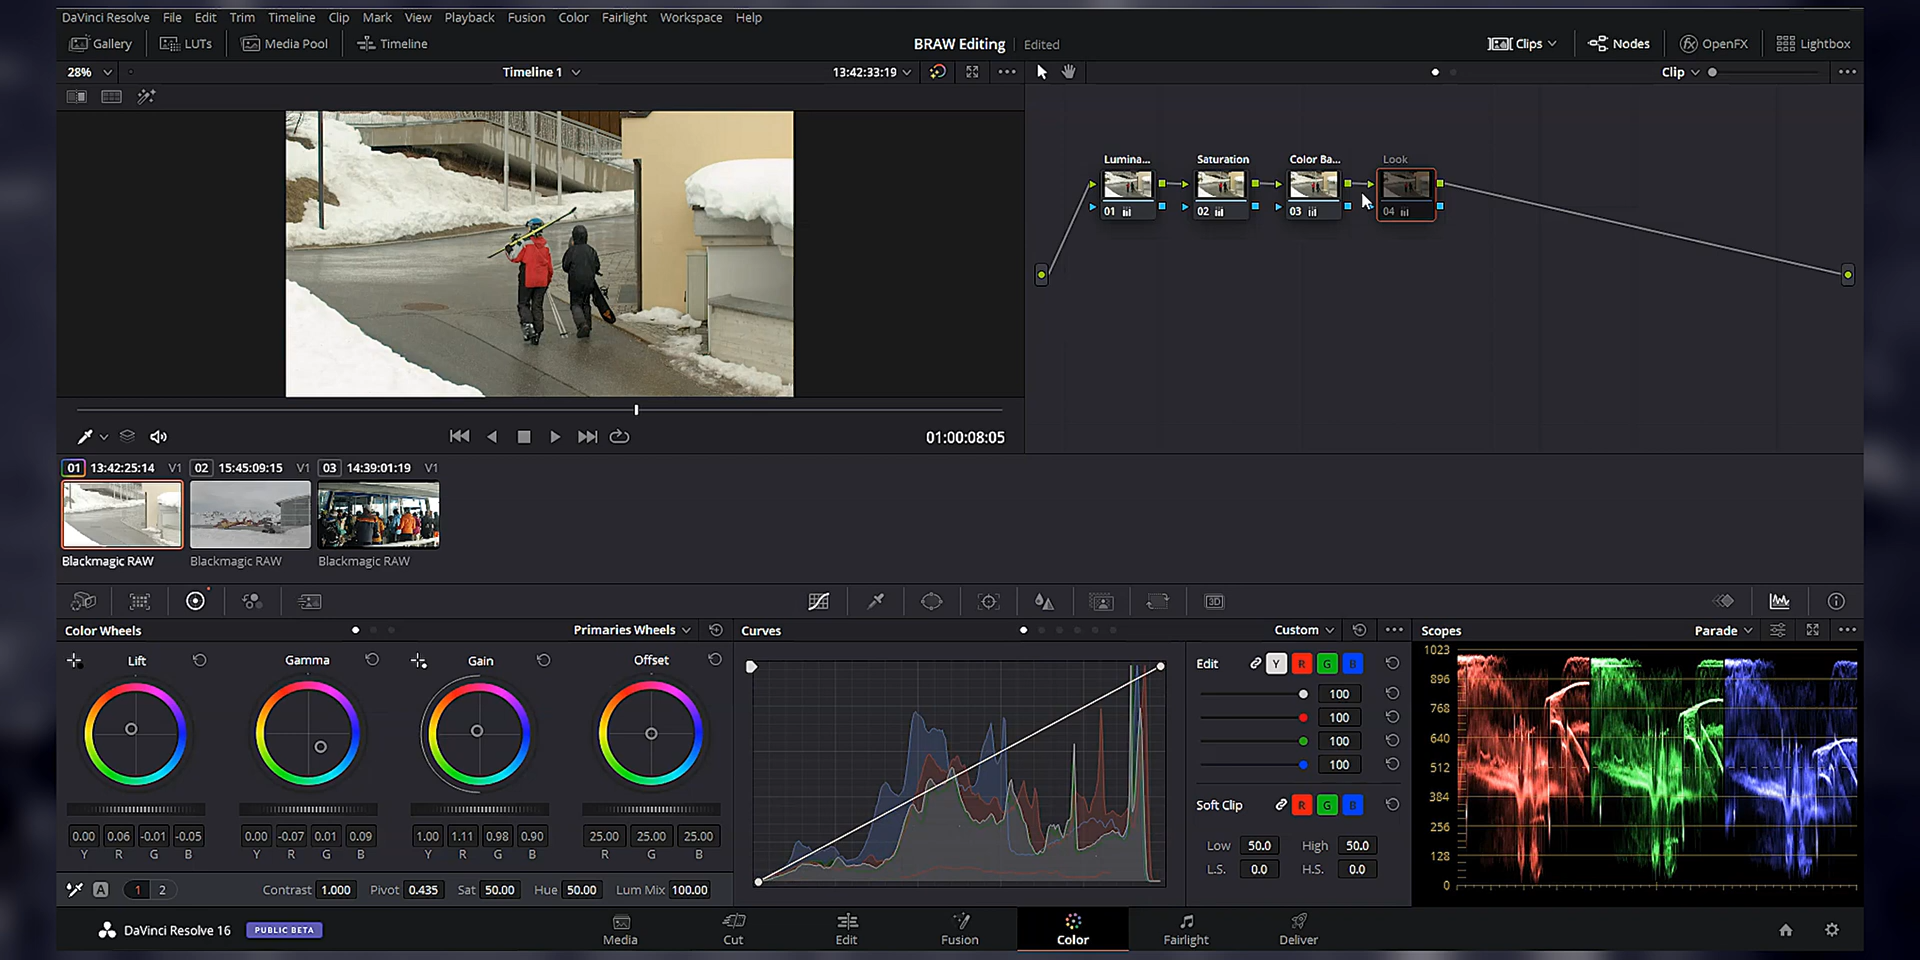 DaVinci Resolve File Edit Trim Timeline Clip Mark View Playback Fusion Color Fairlight Workspace Help
Gallery LUTs Media Pool Timeline BRAW Editing Edited Clips Nodes OpenFX Lightbox
28% Timeline 1 13:42:33:19 Clip
Lumina... Saturation Color Ba... Look
01 02 03 04
01:00:08:05
01 13:42:25:14 V1 02 15:45:09:15 V1 03 14:39:01:19 V1
Blackmagic RAW Blackmagic RAW Blackmagic RAW
3D
Color Wheels Primaries Wheels Curves Custom Scopes Parade
Lift Gamma Gain Offset
0.00 0.06 -0.01 -0.05 0.00 -0.07 0.01 0.09 1.00 1.11 0.98 0.90 25.00 25.00 25.00
Y R G B Y R G B Y R G B R G B
A 1 2 Contrast 1.000 Pivot 0.435 Sat 50.00 Hue 50.00 Lum Mix 100.00
Edit Y R G B
100
100
100
100
Soft Clip R G B
Low 50.0 High 50.0
L.S. 0.0 H.S. 0.0
1023
896
768
640
512
384
256
128
0
DaVinci Resolve 16 PUBLIC BETA Media Cut Edit Fusion Color Fairlight Deliver